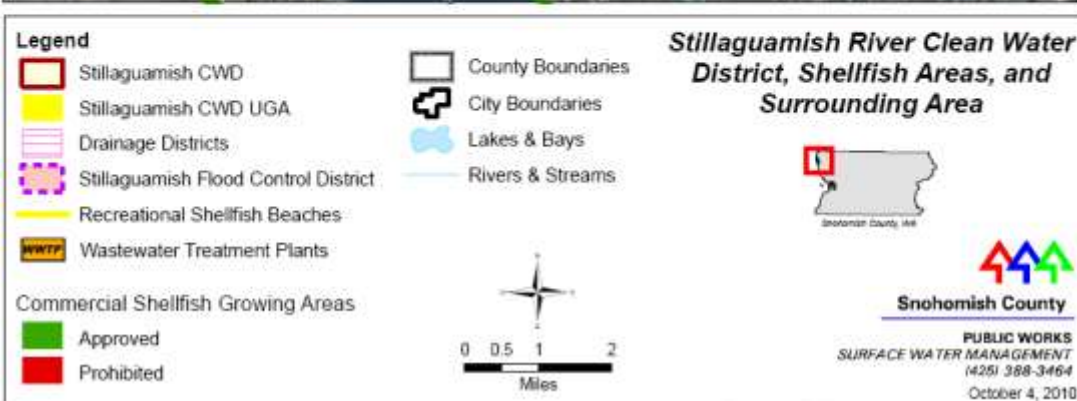 Legend
Stillaguamish CWD
Stillaguamish CWD UGA
Drainage Districts
Stillaguamish Flood Control District
Recreational Shellfish Beaches
WWTP
Wastewater Treatment Plants
Commercial Shellfish Growing Areas
Approved
Prohibited
County Boundaries
City Boundaries
Lakes & Bays
Rivers & Streams
0 0.5 1 2
Miles
Stillaguamish River Clean Water
District, Shellfish Areas, and
Surrounding Area
Snohomish County, WA
Snohomish County
PUBLIC WORKS
SURFACE WATER MANAGEMENT
(425) 388-3464
October 4, 2010